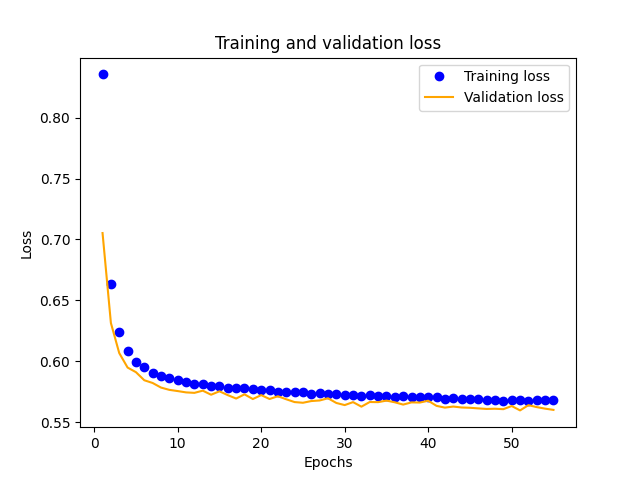 Training and validation loss
Training loss
Validation loss
0.80
0.75
0.70
0.65
0.60
0.55
Loss
0 10 20 30 40 50
Epochs